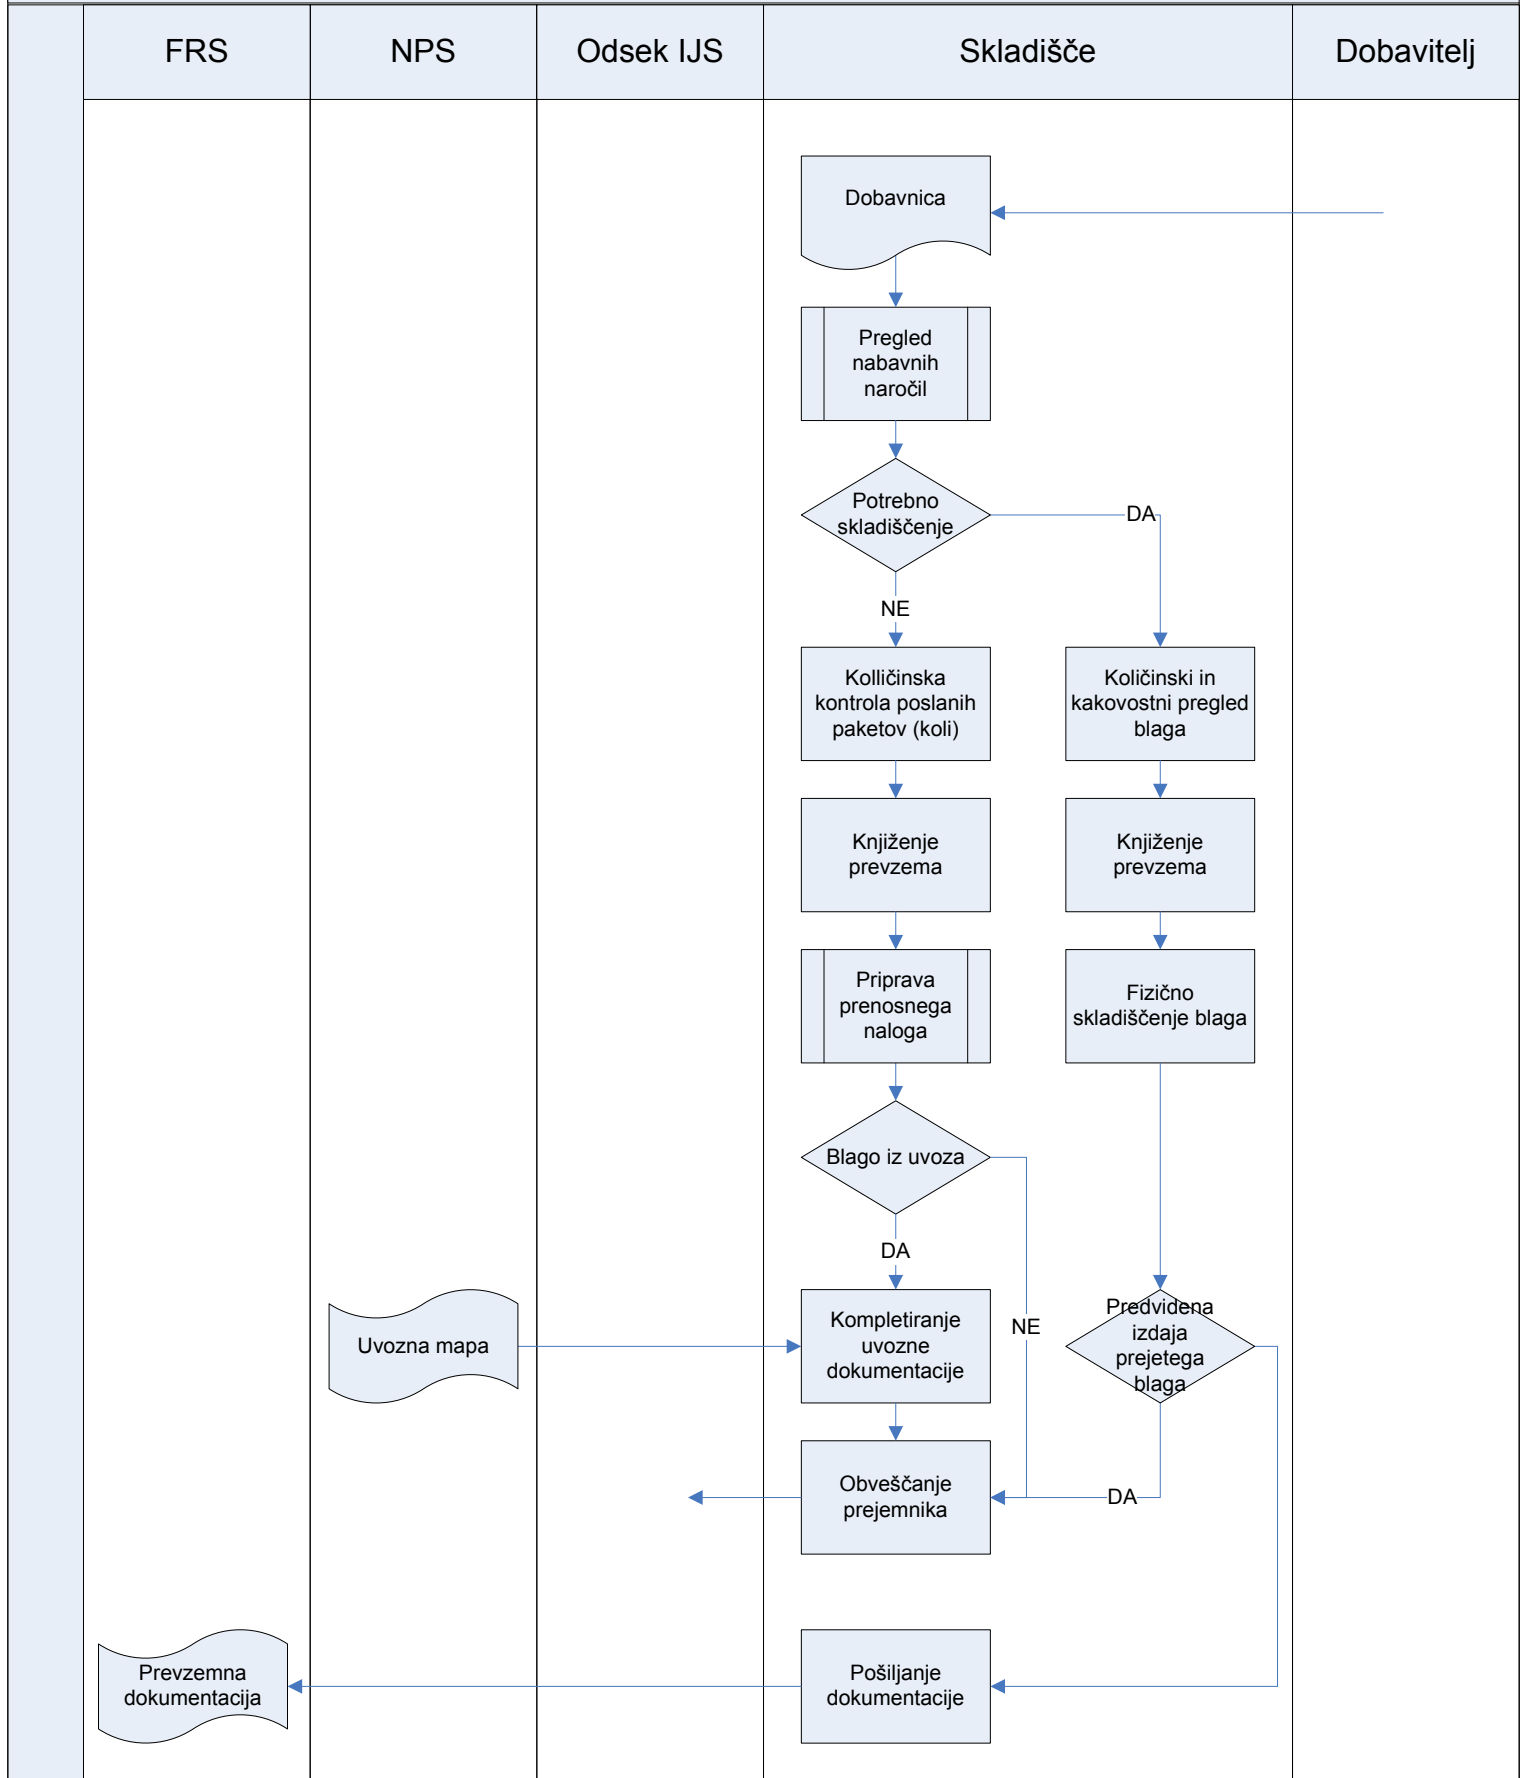 FRS
NPS
Odsek IJS
Skladišče
Dobavitelj
Dobavnica
Pregled
nabavnih
naročil
Potrebno
skladiščenje
DA
NE
Kolličinska
kontrola poslanih
paketov (koli)
Količinski in
kakovostni pregled
blaga
Knjiženje
prevzema
Knjiženje
prevzema
Priprava
prenosnega
naloga
Fizično
skladiščenje blaga
Blago iz uvoza
DA
NE
Uvozna mapa
Kompletiranje
uvozne
dokumentacije
Predvidena
izdaja
prejetega
blaga
Obveščanje
prejemnika
DA
Prevzemna
dokumentacija
Pošiljanje
dokumentacije